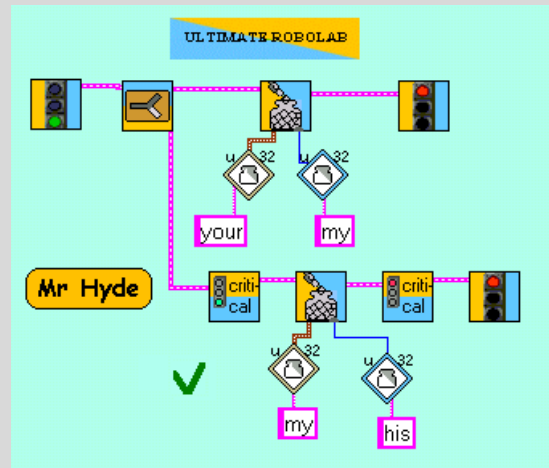 ULTIMATE ROBOLAB
u 32 u 32
your my
Mr Hyde
criti-
cal
criti-
cal
u 32 u 32
my his